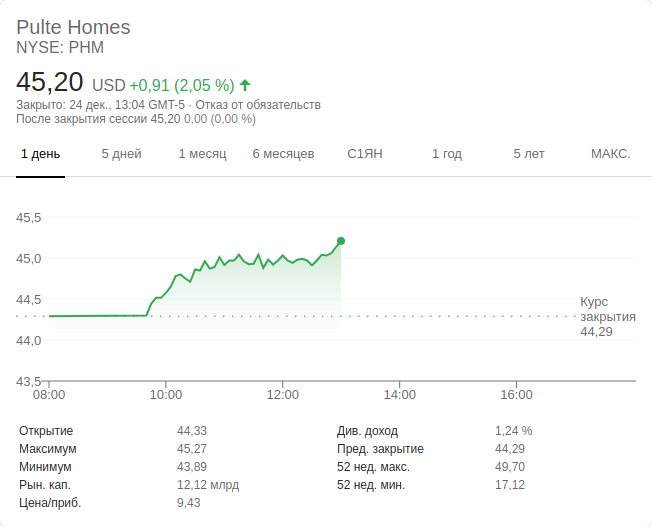 Pulte Homes
NYSE: PHM
45,20 USD +0,91 (2,05 %)
Закрыто: 24 дек., 13:04 GMT-5 · Отказ от обязательств
После закрытия сессии 45,20 0,00 (0,00 %)
1 день 5 дней 1 месяц 6 месяцев С1ЯН 1 год 5 лет МАКС.
45,5
45,0
44,5
Курс
закрытия
44,29
44,0
43,5
08:00 10:00 12:00 14:00 16:00
Открытие 44,33 Див. доход 1,24 %
Максимум 45,27 Пред. закрытие 44,29
Минимум 43,89 52 нед. макс. 49,70
Рын. кап. 12,12 млрд 52 нед. мин. 17,12
Цена/приб. 9,43